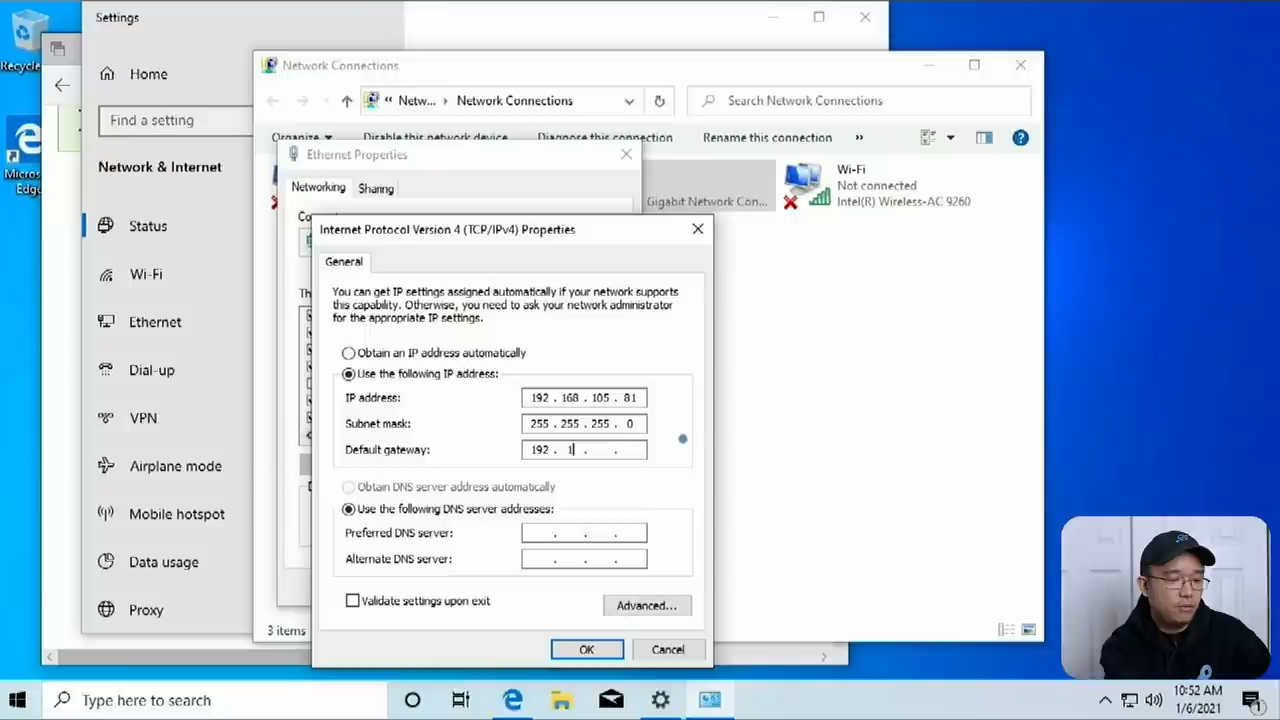 Settings
Recycle
Micros
Edge
Home
Find a setting
Network & Internet
Status
Wi-Fi
Ethernet
Dial-up
VPN
Airplane mode
Mobile hotspot
Data usage
Proxy
Network Connections
« Netw... › Network Connections
Search Network Connections
Organize
Disable this network device
Diagnose this connection
Rename this connection
»
Gigabit Network Con...
Wi-Fi
Not connected
Intel(R) Wireless-AC 9260
3 items
Ethernet Properties
Networking
Sharing
Co
Th
Internet Protocol Version 4 (TCP/IPv4) Properties
General
You can get IP settings assigned automatically if your network supports
this capability. Otherwise, you need to ask your network administrator
for the appropriate IP settings.
Obtain an IP address automatically
Use the following IP address:
IP address: 192 . 168 . 105 . 81
Subnet mask: 255 . 255 . 255 . 0
Default gateway: 192 . 1 . .
Obtain DNS server address automatically
Use the following DNS server addresses:
Preferred DNS server: . . .
Alternate DNS server: . . .
Validate settings upon exit
Advanced...
OK
Cancel
Type here to search
10:52 AM
1/6/2021
1